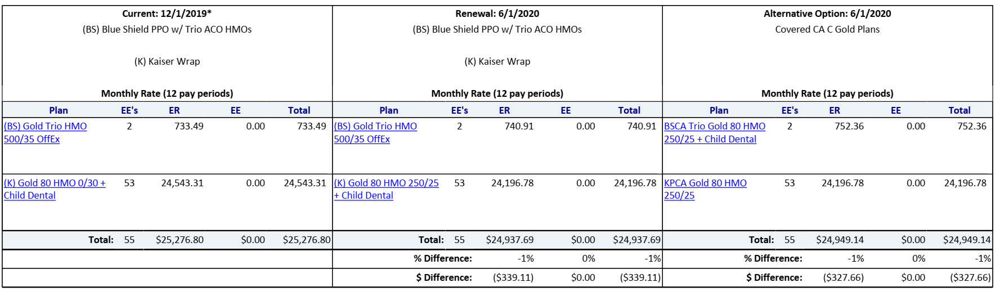 Current: 12/1/2019* Renewal: 6/1/2020 Alternative Option: 6/1/2020
(BS) Blue Shield PPO w/ Trio ACO HMOs (BS) Blue Shield PPO w/ Trio ACO HMOs Covered CA C Gold Plans
(K) Kaiser Wrap (K) Kaiser Wrap
Monthly Rate (12 pay periods) Monthly Rate (12 pay periods) Monthly Rate (12 pay periods)
Plan EE's ER EE Total Plan EE's ER EE Total Plan EE's ER EE Total
(BS) Gold Trio HMO 2 733.49 0.00 733.49 (BS) Gold Trio HMO 2 740.91 0.00 740.91 BSCA Trio Gold 80 HMO 2 752.36 0.00 752.36
500/35 OffEx 500/35 OffEx 250/25 + Child Dental
(K) Gold 80 HMO 0/30 + 53 24,543.31 0.00 24,543.31 (K) Gold 80 HMO 250/25 53 24,196.78 0.00 24,196.78 KPCA Gold 80 HMO 53 24,196.78 0.00 24,196.78
Child Dental + Child Dental 250/25
Total: 55 $25,276.80 $0.00 $25,276.80 Total: 55 $24,937.69 $0.00 $24,937.69 Total: 55 $24,949.14 $0.00 $24,949.14
% Difference: -1% 0% -1% % Difference: -1% 0% -1%
$ Difference: ($339.11) $0.00 ($339.11) $ Difference: ($327.66) $0.00 ($327.66)